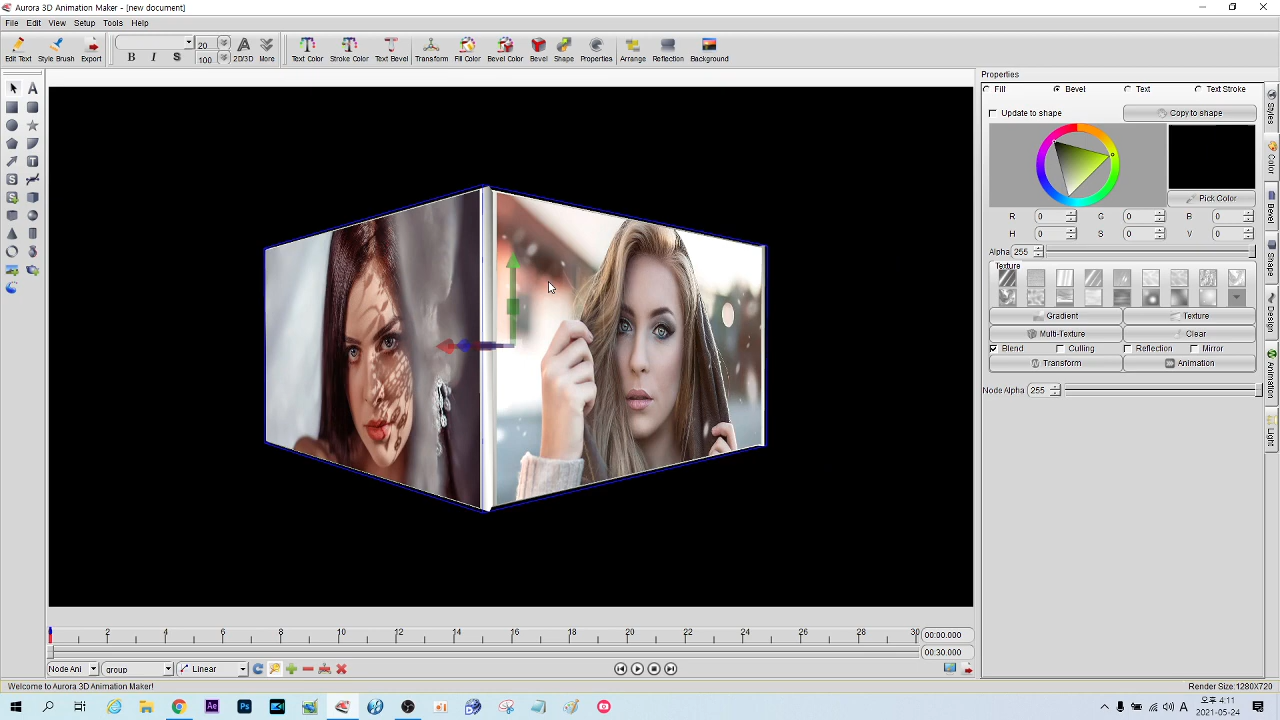 Aurora 3D Animation Maker - [new document]
File Edit View Setup Tools Help
20
100
B I S
Edit Text Style Brush Export 2D/3D More Text Color Stroke Color Text Bevel Transform Fill Color Bevel Color Bevel Shape Properties Arrange Reflection Background
Properties
Fill Bevel Text Text Stroke
Update to shape Copy to shape
Pick Color
R 0 G 0 B 0
H 0 S 0 V 0
Alpha 255
Texture
Gradient Texture
Multi-Texture Clear
Blend Culling Reflection Mirror
Transform Animation
Node Alpha 255
Styles
Color
Bevel
Shape
Design
Animation
Light
2 4 6 8 10 12 14 16 18 20 22 24 26 28 30
00:00.000
00:30.000
Node Ani group Linear
Welcome to Aurora 3D Animation Maker! Render Size:1280X720
Ae Ps A
오후 4:11
2021-05-24